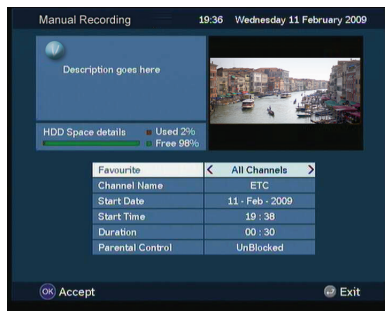 Manual Recording 19:36 Wednesday 11 February 2009
Description goes here
HDD Space details Used 2%
Free 98%
Favourite < All Channels >
Channel Name ETC
Start Date 11 - Feb - 2009
Start Time 19 : 38
Duration 00 : 30
Parental Control UnBlocked
OK Accept Exit